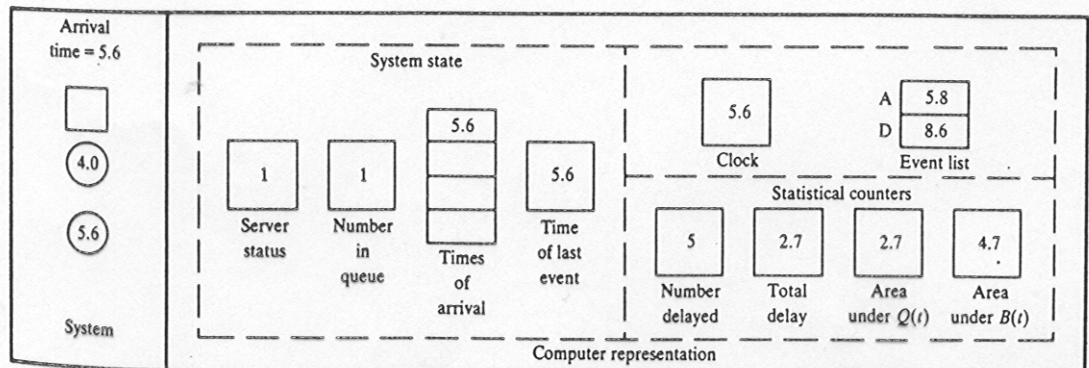 Arrival
time = 5.6
4.0
5.6
System
System state
1
Server
status
1
Number
in
queue
5.6
Times
of
arrival
5.6
Time
of last
event
5.6
Clock
A 5.8
D 8.6
Event list
Statistical counters
5
Number
delayed
2.7
Total
delay
2.7
Area
under Q(t)
4.7
Area
under B(t)
Computer representation